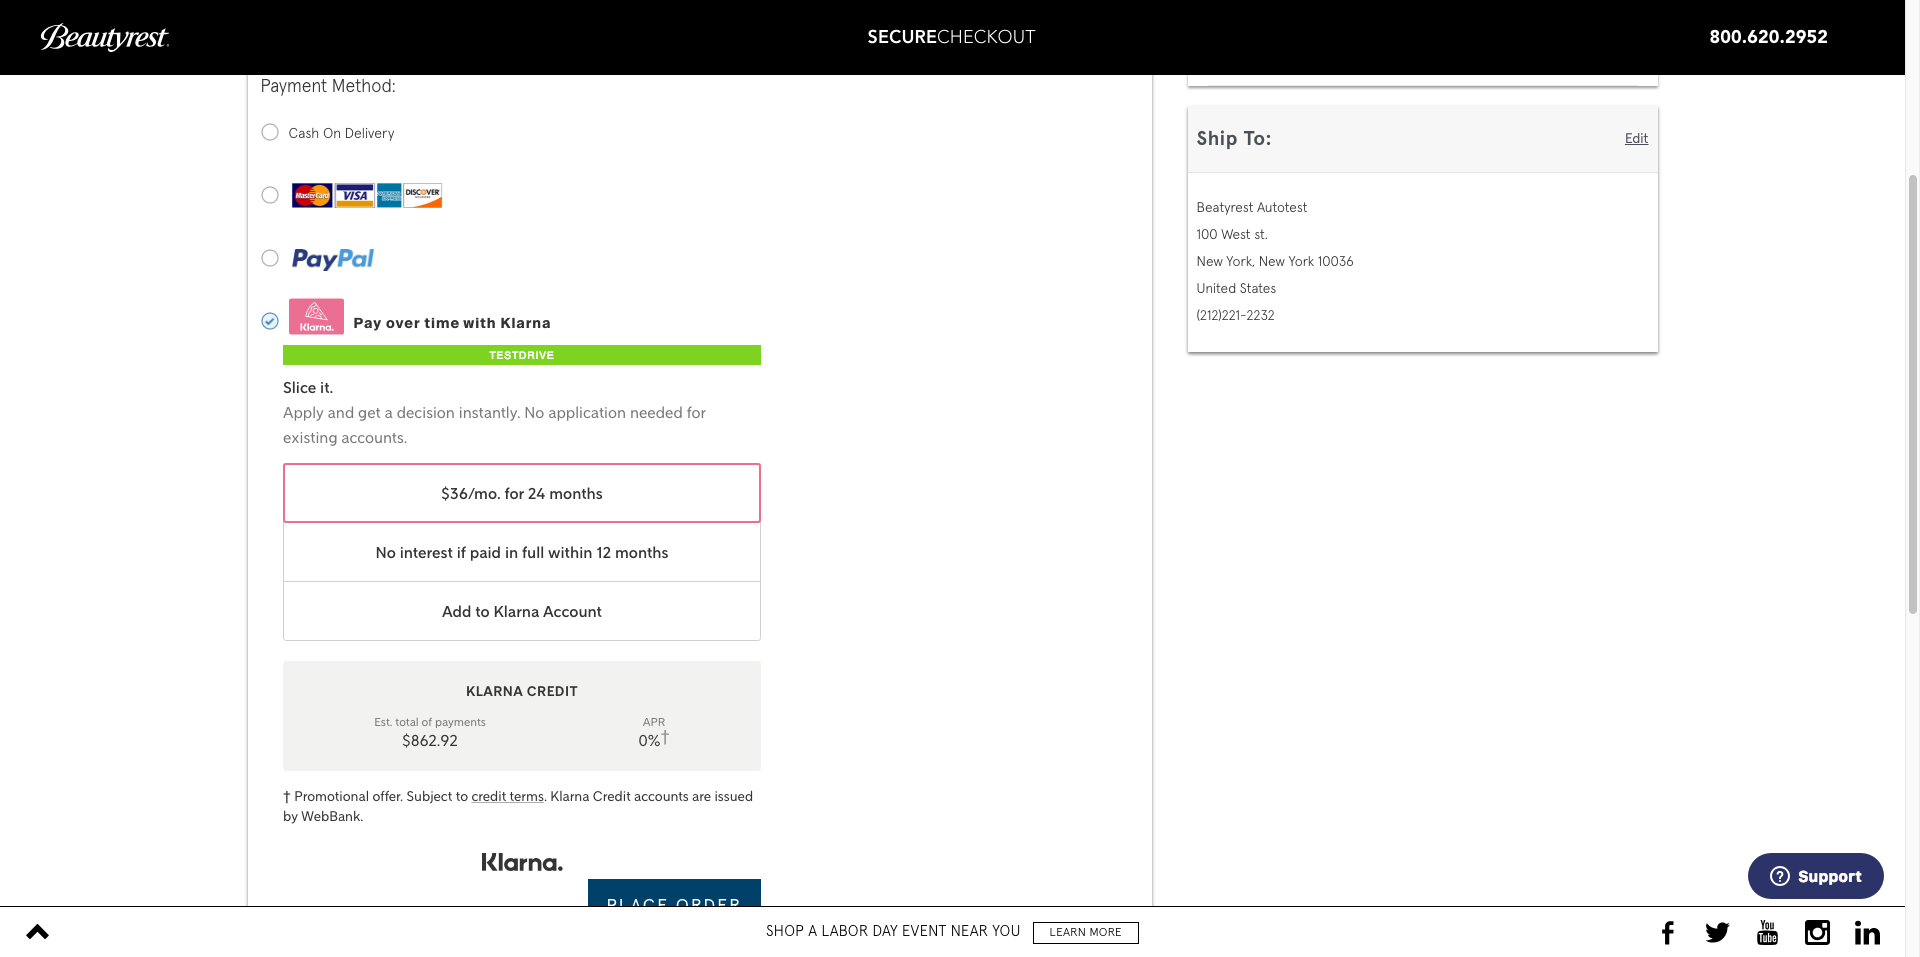 Beautyrest
SECURECHECKOUT
800.620.2952
Payment Method:
Cash On Delivery
MasterCard VISA DISCOVER
PayPal
Klarna. Pay over time with Klarna
TESTDRIVE
Slice it.
Apply and get a decision instantly. No application needed for
existing accounts.
$36/mo. for 24 months
No interest if paid in full within 12 months
Add to Klarna Account
KLARNA CREDIT
Est. total of payments APR
$862.92 0%†
† Promotional offer. Subject to credit terms. Klarna Credit accounts are issued
by WebBank.
Klarna.
PLACE ORDER
Ship To: Edit
Beatyrest Autotest
100 West st.
New York, New York 10036
United States
(212)221-2232
? Support
SHOP A LABOR DAY EVENT NEAR YOU LEARN MORE
You
Tube